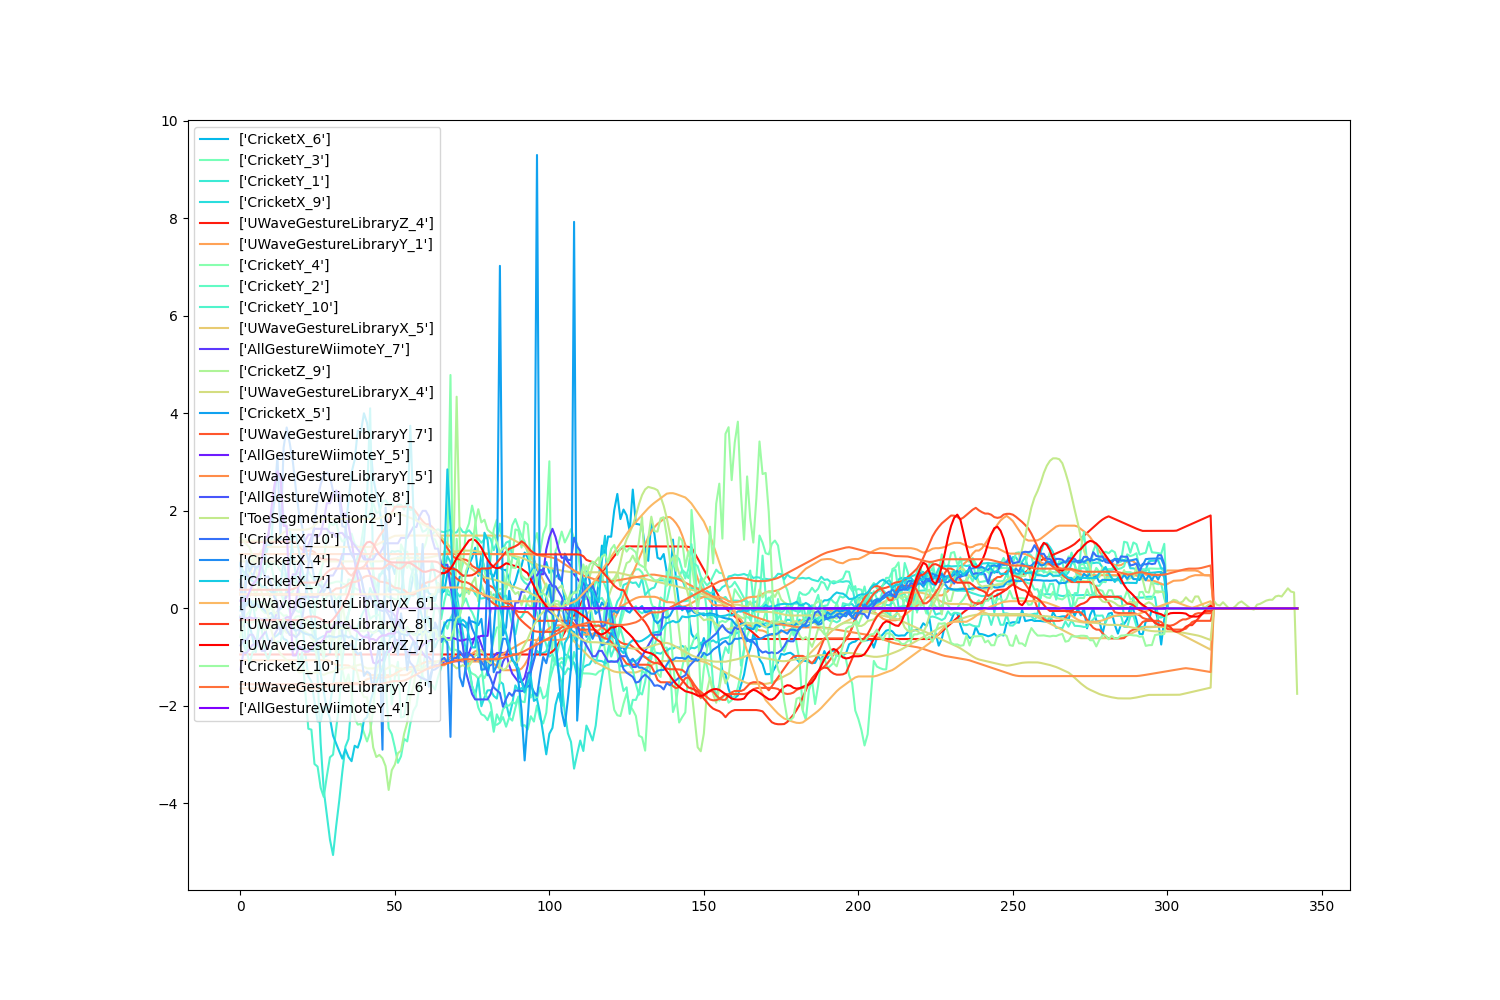 10
8
6
4
2
0
−2
−4
['CricketX_6']
['CricketY_3']
['CricketY_1']
['CricketX_9']
['UWaveGestureLibraryZ_4']
['UWaveGestureLibraryY_1']
['CricketY_4']
['CricketY_2']
['CricketY_10']
['UWaveGestureLibraryX_5']
['AllGestureWiimoteY_7']
['CricketZ_9']
['UWaveGestureLibraryX_4']
['CricketX_5']
['UWaveGestureLibraryY_7']
['AllGestureWiimoteY_5']
['UWaveGestureLibraryY_5']
['AllGestureWiimoteY_8']
['ToeSegmentation2_0']
['CricketX_10']
['CricketX_4']
['CricketX_7']
['UWaveGestureLibraryX_6']
['UWaveGestureLibraryY_8']
['UWaveGestureLibraryZ_7']
['CricketZ_10']
['UWaveGestureLibraryY_6']
['AllGestureWiimoteY_4']
0 50 100 150 200 250 300 350